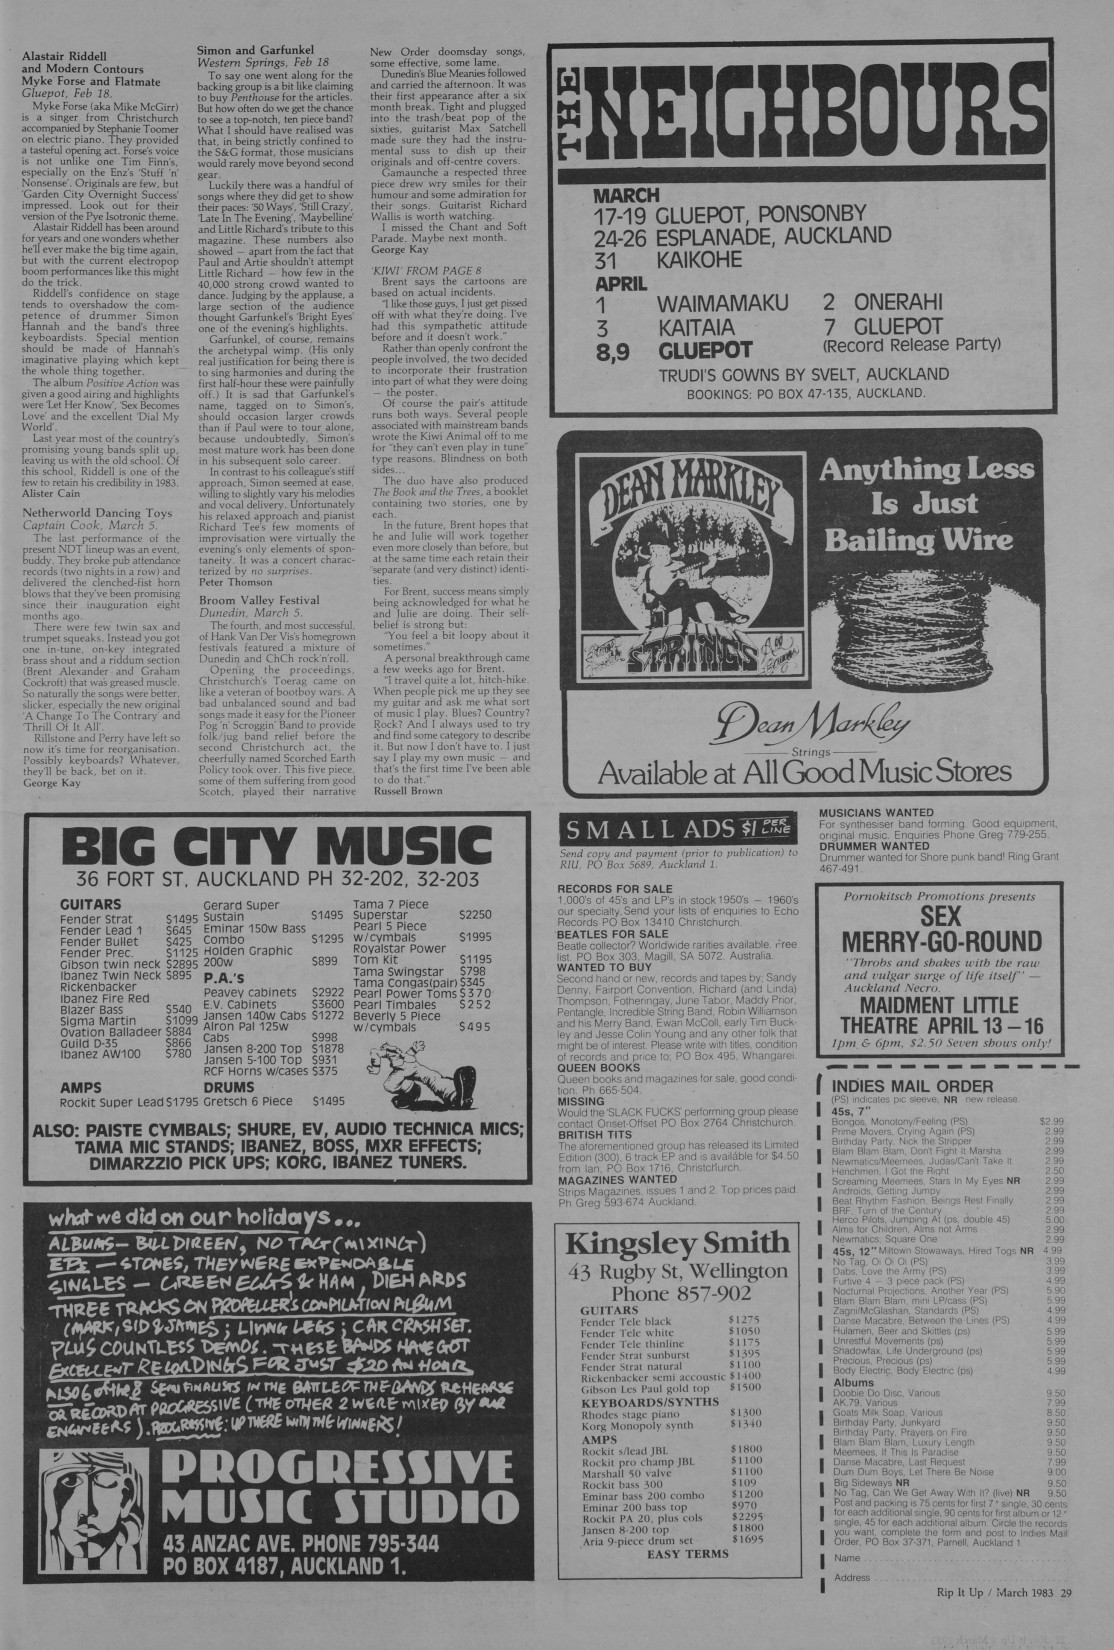 Alastair Riddell
and Modern Contours
Myke Forse and Flatmate
Gluepot, Feb 18.
Myke Forse (aka Mike McGirr)
is a singer from Christchurch
accompanied by Stephanie Toomer
on electric piano. They provided
a tasteful opening act. Forse's voice
is not unlike one Tim Finn's,
especially on the Enz's 'Stuff 'n'
Nonsense'. Originals are few, but
'Garden City Overnight Success'
impressed. Look out for their
version of the Pye Isotronic theme.
Alastair Riddell has been around
for years and one wonders whether
he'll ever make the big time again,
but with the current electropop
boom performances like this might
do the trick.
Riddell's confidence on stage
tends to overshadow the com-
petence of drummer Simon
Hannah and the band's three
keyboardists. Special mention
should be made of Hannah's
imaginative playing which kept
the whole thing together.
The album Positive Action was
given a good airing and highlights
were 'Let Her Know', 'Sex Becomes
Love' and the excellent 'Dial My
World'.
Last year most of the country's
promising young bands split up,
leaving us with the old school. Of
this school, Riddell is one of the
few to retain his credibility in 1983.
Alister Cain
Netherworld Dancing Toys
Captain Cook, March 5.
The last performance of the
present NDT lineup was an event,
buddy. They broke pub attendance
records (two nights in a row) and
delivered the clenched-fist horn
blows that they've been promising
since their inauguration eight
months ago.
There were few twin sax and
trumpet squeaks. Instead you got
one in-tune, on-key integrated
brass shout and a riddum section
(Brent Alexander and Graham
Cockroft) that was greased muscle.
So naturally the songs were better,
slicker, especially the new original
'A Change To The Contrary' and
'Thrill Of It All'.
Rillstone and Perry have left so
now it's time for reorganisation.
Possibly keyboards? Whatever,
they'll be back, bet on it.
George Kay
Simon and Garfunkel
Western Springs, Feb 18
To say one went along for the
backing group is a bit like claiming
to buy Penthouse for the articles.
But how often do we get the chance
to see a top-notch, ten piece band?
What I should have realised was
that, in being strictly confined to
the S&G format, those musicians
would rarely move beyond second
gear.
Luckily there was a handful of
songs where they did get to show
their paces: '50 Ways', 'Still Crazy',
'Late In The Evening', 'Maybelline'
and Little Richard's tribute to this
magazine. These numbers also
showed — apart from the fact that
Paul and Artie shouldn't attempt
Little Richard — how few in the
40,000 strong crowd wanted to
dance. Judging by the applause, a
large section of the audience
thought Garfunkel's 'Bright Eyes'
one of the evening's highlights.
Garfunkel, of course, remains
the archetypal wimp. (His only
real justification for being there is
to sing harmonies and during the
first half-hour these were painfully
off.) It is sad that Garfunkel's
name, tagged on to Simon's,
should occasion larger crowds
than if Paul were to tour alone,
because undoubtedly, Simon's
most mature work has been done
in his subsequent solo career.
In contrast to his colleague's stiff
approach, Simon seemed at ease,
willing to slightly vary his melodies
and vocal delivery. Unfortunately
his relaxed approach and pianist
Richard Tee's few moments of
improvisation were virtually the
evening's only elements of spon-
taneity. It was a concert charac-
terized by no surprises.
Peter Thomson
Broom Valley Festival
Dunedin, March 5.
The fourth, and most successful,
of Hank Van Der Vis's homegrown
festivals featured a mixture of
Dunedin and ChCh rock'n'roll.
Opening the proceedings,
Christchurch's Toerag came on
like a veteran of bootboy wars. A
bad unbalanced sound and bad
songs made it easy for the Pioneer
Pog 'n' Scroggin' Band to provide
folk/jug band relief before the
second Christchurch act, the
cheerfully named Scorched Earth
Policy took over. This five piece,
some of them suffering from good
Scotch, played their narrative
New Order doomsday songs,
some effective, some lame.
Dunedin's Blue Meanies followed
and carried the afternoon. It was
their first appearance after a six
month break. Tight and plugged
into the trash/beat pop of the
sixties, guitarist Max Satchell
made sure they had the instru-
mental suss to dish up their
originals and off-centre covers.
Gamaunche a respected three
piece drew wry smiles for their
humour and some admiration for
their songs. Guitarist Richard
Wallis is worth watching.
I missed the Chant and Soft
Parade. Maybe next month.
George Kay
'KIWI' FROM PAGE 8
Brent says the cartoons are
based on actual incidents.
"I like those guys, I just get pissed
off with what they're doing. I've
had this sympathetic attitude
before and it doesn't work."
Rather than openly confront the
people involved, the two decided
to incorporate their frustration
into part of what they were doing
— the poster.
Of course the pair's attitude
runs both ways. Several people
associated with mainstream bands
wrote the Kiwi Animal off to me
for "they can't even play in tune"
type reasons. Blindness on both
sides...
The duo have also produced
The Book and the Trees, a booklet
containing two stories, one by
each.
In the future, Brent hopes that
he and Julie will work together
even more closely than before, but
at the same time each retain their
separate (and very distinct) identi-
ties.
For Brent, success means simply
being acknowledged for what he
and Julie are doing. Their self-
belief is strong but:
"You feel a bit loopy about it
sometimes."
A personal breakthrough came
a few weeks ago for Brent.
"I travel quite a lot, hitch-hike.
When people pick me up they see
my guitar and ask me what sort
of music I play. Blues? Country?
Rock? And I always used to try
and find some category to describe
it. But now I don't have to. I just
say I play my own music — and
that's the first time I've been able
to do that."
Russell Brown
THE NEIGHBOURS
MARCH
17-19 GLUEPOT, PONSONBY
24-26 ESPLANADE, AUCKLAND
31 KAIKOHE
APRIL
1 WAIMAMAKU 2 ONERAHI
3 KAITAIA 7 GLUEPOT
8,9 GLUEPOT (Record Release Party)
TRUDI'S GOWNS BY SVELT, AUCKLAND
BOOKINGS: PO BOX 47-135, AUCKLAND.
DEAN MARKLEY
STRINGS
Anything Less
Is Just
Bailing Wire
Dean Markley
Strings
Available at All Good Music Stores
BIG CITY MUSIC
36 FORT ST, AUCKLAND PH 32-202, 32-203
GUITARS
Fender Strat $1495
Fender Lead 1 $645
Fender Bullet $425
Fender Prec. $1125
Gibson twin neck $2895
Ibanez Twin Neck $895
Rickenbacker
Ibanez Fire Red
Blazer Bass $540
Sigma Martin $1099
Ovation Balladeer $884
Guild D-35 $866
Ibanez AW100 $780
AMPS
Rockit Super Lead $1795
Gerard Super
Sustain $1495
Eminar 150w Bass
Combo $1295
Holden Graphic
200w $899
P.A.'s
Peavey cabinets $2922
E.V. Cabinets $3600
Jansen 140w Cabs $1272
Alron Pal 125w
Cabs $998
Jansen 8-200 Top $1878
Jansen 5-100 Top $931
RCF Horns w/cases $375
DRUMS
Gretsch 6 Piece $1495
Tama 7 Piece
Superstar $2250
Pearl 5 Piece
w/cymbals $1995
Royalstar Power
Tom Kit $1195
Tama Swingstar $798
Tama Congas(pair) $345
Pearl Power Toms $370
Pearl Timbales $252
Beverly 5 Piece
w/cymbals $495
ALSO: PAISTE CYMBALS; SHURE, EV, AUDIO TECHNICA MICS;
TAMA MIC STANDS; IBANEZ, BOSS, MXR EFFECTS;
DIMARZZIO PICK UPS; KORG, IBANEZ TUNERS.
what we did on our holidays...
ALBUMS — BILL DIREEN, NO TAG (MIXING)
EPs — STONES, THEY WERE EXPENDABLE
SINGLES — GREEN EGGS & HAM, DIEHARDS
THREE TRACKS ON PROPELLER'S COMPILATION ALBUM
(MARK, SID & JAMES; LIVING LEGS; CAR CRASH SET.
PLUS COUNTLESS DEMOS. THESE BANDS HAVE GOT
EXCELLENT RECORDINGS FOR JUST $20 AN HOUR
ALSO 6 of the 8 SEMI FINALISTS IN THE BATTLE OF THE BANDS REHEARSE
OR RECORD AT PROGRESSIVE (THE OTHER 2 WERE MIXED BY OUR
ENGINEERS). PROGRESSIVE: UP THERE WITH THE WINNERS!
PROGRESSIVE
MUSIC STUDIO
43 ANZAC AVE. PHONE 795-344
PO BOX 4187, AUCKLAND 1.
SMALL ADS $1 PER LINE
Send copy and payment (prior to publication) to
RIU, PO Box 5689, Auckland 1.
RECORDS FOR SALE
1,000's of 45's and LP's in stock 1950's — 1960's
our specialty. Send your lists of enquiries to Echo
Records PO Box 13410 Christchurch.
BEATLES FOR SALE
Beatle collector? Worldwide rarities available. Free
list. PO Box 303, Magill, SA 5072. Australia.
WANTED TO BUY
Second hand or new, records and tapes by: Sandy
Denny, Fairport Convention, Richard (and Linda)
Thompson, Fotheringay, June Tabor, Maddy Prior,
Pentangle, Incredible String Band, Robin Williamson
and his Merry Band, Ewan McColl, early Tim Buck-
ley and Jesse Colin Young and any other folk that
might be of interest. Please write with titles, condition
of records and price to; PO Box 495, Whangarei.
QUEEN BOOKS
Queen books and magazines for sale, good condi-
tion. Ph 665-504.
MISSING
Would the 'SLACK FUCKS' performing group please
contact Onset-Offset PO Box 2764 Christchurch.
BRITISH TITS
The aforementioned group has released its Limited
Edition (300), 6 track EP and is available for $4.50
from Ian, PO Box 1716, Christchurch.
MAGAZINES WANTED
Strips Magazines, issues 1 and 2. Top prices paid.
Ph Greg 593-674 Auckland.
Kingsley Smith
43 Rugby St, Wellington
Phone 857-902
GUITARS
Fender Tele black $1275
Fender Tele white $1050
Fender Tele thinline $1175
Fender Strat sunburst $1395
Fender Strat natural $1100
Rickenbacker semi accoustic $1400
Gibson Les Paul gold top $1500
KEYBOARDS/SYNTHS
Rhodes stage piano $1300
Korg Monopoly synth $1340
AMPS
Rockit s/lead JBL $1800
Rockit pro champ JBL $1100
Marshall 50 valve $1100
Rockit bass 300 $109
Eminar bass 200 combo $1200
Eminar 200 bass top $970
Rockit PA 20, plus cols $2295
Jansen 8-200 top $1800
Aria 9-piece drum set $1695
EASY TERMS
MUSICIANS WANTED
For synthesiser band forming. Good equipment,
original music. Enquiries Phone Greg 779-255.
DRUMMER WANTED
Drummer wanted for Shore punk band! Ring Grant
467-491.
Pornokitsch Promotions presents
SEX
MERRY-GO-ROUND
"Throbs and shakes with the raw
and vulgar surge of life itself" —
Auckland Necro.
MAIDMENT LITTLE
THEATRE APRIL 13 — 16
1pm & 6pm, $2.50 Seven shows only!
INDIES MAIL ORDER
(PS) indicates pic sleeve, NR new release.
45s, 7"
Bongos, Monotony/Feeling (PS) $2.99
Prime Movers, Crying Again (PS) 2.99
Birthday Party, Nick the Stripper 2.99
Blam Blam Blam, Don't Fight It Marsha 2.99
Newmatics/Meemees, Judas/Can't Take It 2.99
Henchmen, I Got the Right 2.50
Screaming Meemees, Stars In My Eyes NR 2.99
Androids, Getting Jumpy 2.99
Beat Rhythm Fashion, Beings Rest Finally 2.99
BRF, Turn of the Century 2.99
Herco Pilots, Jumping At (ps, double 45) 5.00
Alms for Children, Alms not Arms 2.99
Newmatics, Square One 2.99
45s, 12" Miltown Stowaways, Hired Togs NR 4.99
No Tag, Oi Oi Oi (PS) 3.99
Dabs, Love the Army (PS) 3.99
Furtive 4 — 3 piece pack (PS) 4.99
Nocturnal Projections, Another Year (PS) 5.90
Blam Blam Blam, mini LP/cass (PS) 5.99
Zagni/McGlashan, Standards (PS) 4.99
Danse Macabre, Between the Lines (PS) 4.99
Hulamen, Beer and Skittles (ps) 5.99
Unrestful Movements (ps) 5.99
Shadowfax, Life Underground (ps) 5.99
Precious, Precious (ps) 5.99
Body Electric, Body Electric (ps) 4.99
Albums
Doobie Do Disc, Various 9.50
AK.79, Various 7.99
Goats Milk Soap, Various 8.50
Birthday Party, Junkyard 9.50
Birthday Party, Prayers on Fire 9.50
Blam Blam Blam, Luxury Length 9.50
Meemees, If This Is Paradise 9.50
Danse Macabre, Last Request 7.99
Dum Dum Boys, Let There Be Noise 9.00
Big Sideways NR 9.50
No Tag, Can We Get Away With It? (live) NR 9.50
Post and packing is 75 cents for first 7" single, 30 cents
for each additional single, 90 cents for first album or 12"
single, 45 for each additional album. Circle the records
you want, complete the form and post to Indies Mail
Order, PO Box 37-371, Parnell, Auckland 1.
Name
Address
Rip It Up / March 1983 29